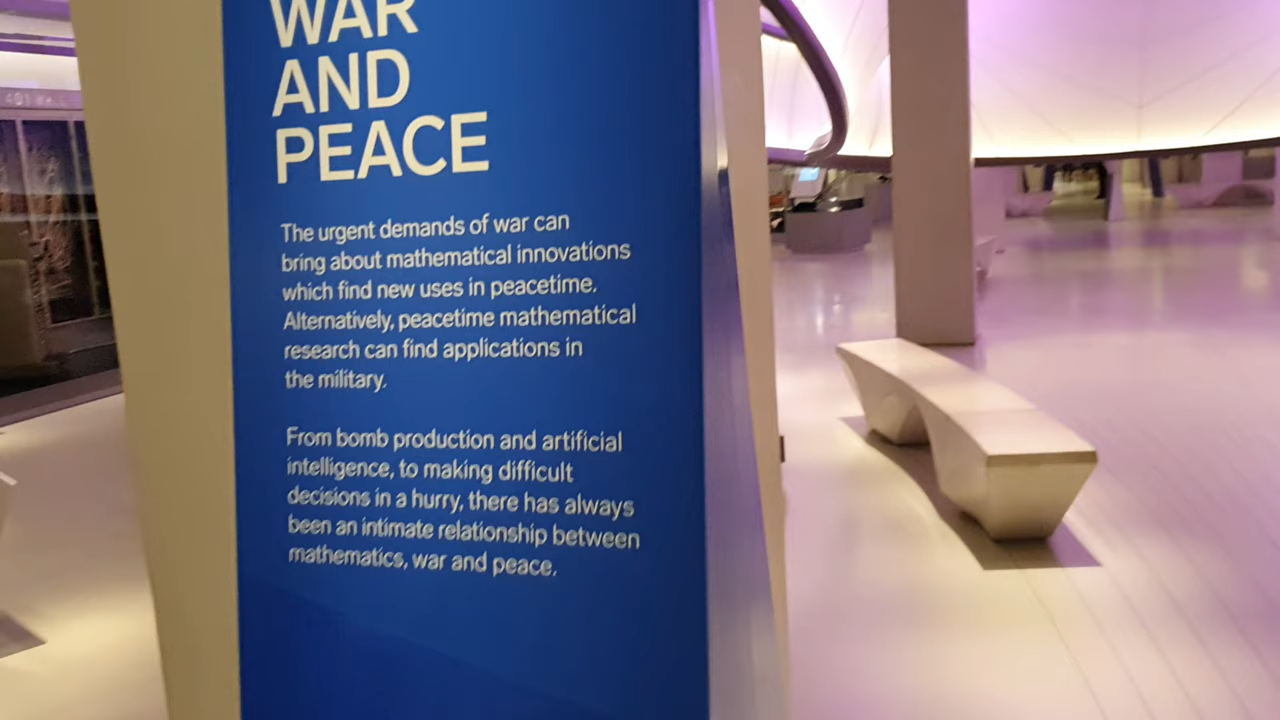 WAR
AND
PEACE
The urgent demands of war can
bring about mathematical innovations
which find new uses in peacetime.
Alternatively, peacetime mathematical
research can find applications in
the military.
From bomb production and artificial
intelligence, to making difficult
decisions in a hurry, there has always
been an intimate relationship between
mathematics, war and peace.